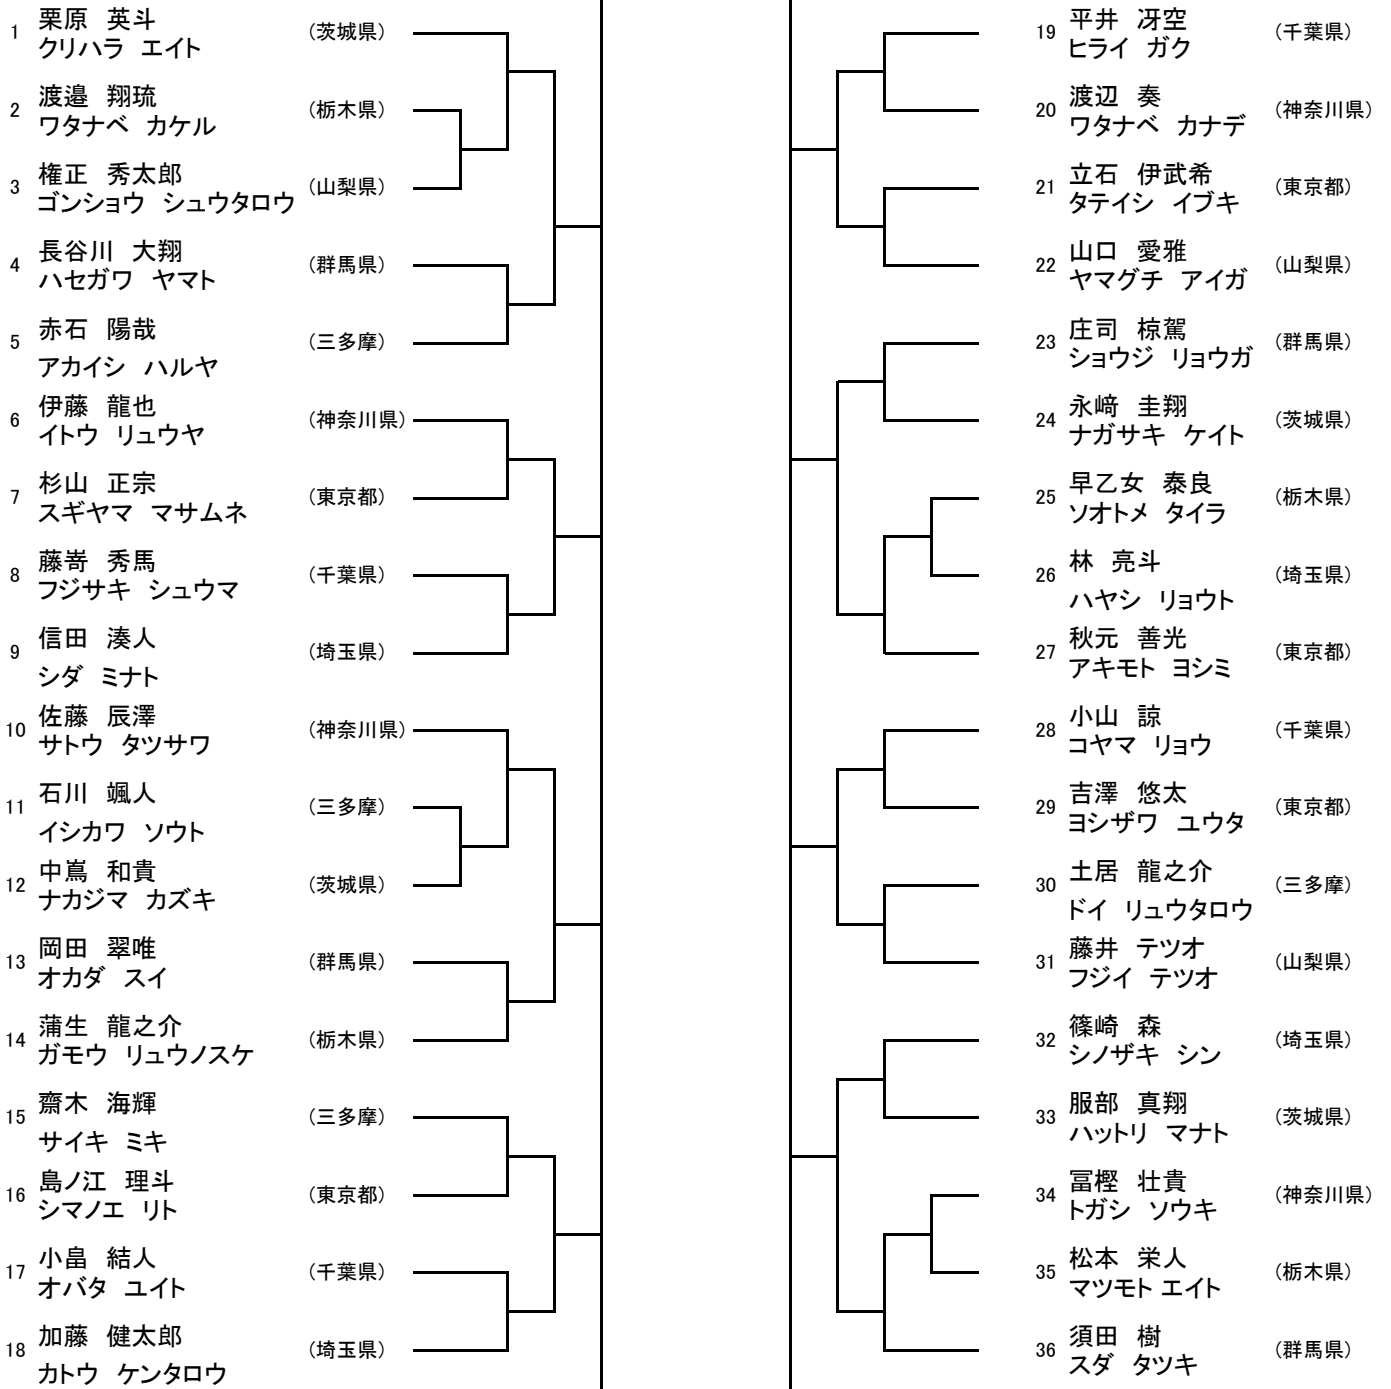 1 栗原 英斗 (茨城県)
クリハラ エイト
2 渡邉 翔琉 (栃木県)
ワタナベ カケル
3 権正 秀太郎 (山梨県)
ゴンショウ シュウタロウ
4 長谷川 大翔 (群馬県)
ハセガワ ヤマト
5 赤石 陽哉 (三多摩)
アカイシ ハルヤ
6 伊藤 龍也 (神奈川県)
イトウ リュウヤ
7 杉山 正宗 (東京都)
スギヤマ マサムネ
8 藤嵜 秀馬 (千葉県)
フジサキ シュウマ
9 信田 湊人 (埼玉県)
シダ ミナト
10 佐藤 辰澤 (神奈川県)
サトウ タツサワ
11 石川 颯人 (三多摩)
イシカワ ソウト
12 中嶌 和貴 (茨城県)
ナカジマ カズキ
13 岡田 翠唯 (群馬県)
オカダ スイ
14 蒲生 龍之介 (栃木県)
ガモウ リュウノスケ
15 齋木 海輝 (三多摩)
サイキ ミキ
16 島ノ江 理斗 (東京都)
シマノエ リト
17 小畠 結人 (千葉県)
オバタ ユイト
18 加藤 健太郎 (埼玉県)
カトウ ケンタロウ
19 平井 冴空 (千葉県)
ヒライ ガク
20 渡辺 奏 (神奈川県)
ワタナベ カナデ
21 立石 伊武希 (東京都)
タテイシ イブキ
22 山口 愛雅 (山梨県)
ヤマグチ アイガ
23 庄司 椋駕 (群馬県)
ショウジ リョウガ
24 永﨑 圭翔 (茨城県)
ナガサキ ケイト
25 早乙女 泰良 (栃木県)
ソオトメ タイラ
26 林 亮斗 (埼玉県)
ハヤシ リョウト
27 秋元 善光 (東京都)
アキモト ヨシミ
28 小山 諒 (千葉県)
コヤマ リョウ
29 吉澤 悠太 (東京都)
ヨシザワ ユウタ
30 土居 龍之介 (三多摩)
ドイ リュウタロウ
31 藤井 テツオ (山梨県)
フジイ テツオ
32 篠崎 森 (埼玉県)
シノザキ シン
33 服部 真翔 (茨城県)
ハットリ マナト
34 冨樫 壮貴 (神奈川県)
トガシ ソウキ
35 松本 栄人 (栃木県)
マツモト エイト
36 須田 樹 (群馬県)
スダ タツキ